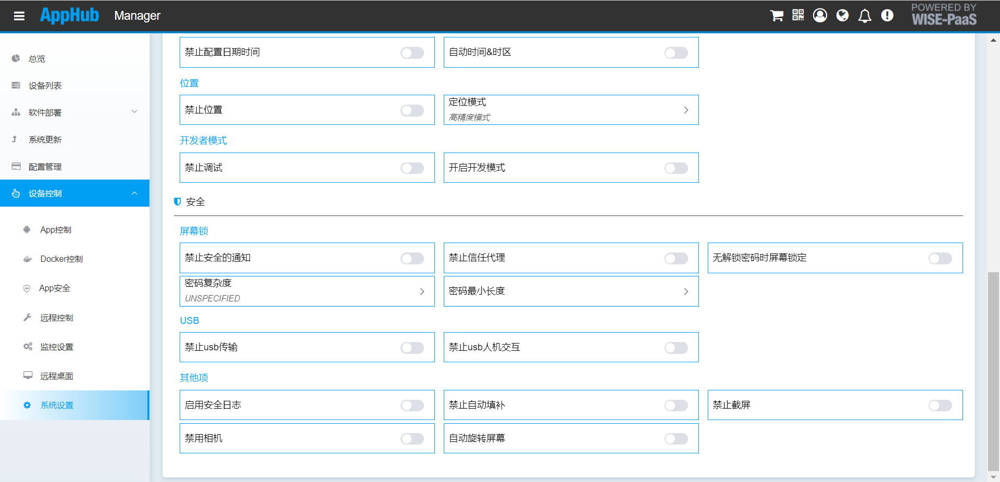 AppHub Manager
POWERED BY
WISE-PaaS
总览
设备列表
软件部署
系统更新
配置管理
设备控制
App控制
Docker控制
App安全
远程控制
监控设置
远程桌面
系统设置
禁止配置日期时间
自动时间&时区
位置
禁止位置
定位模式
高精度模式
开发者模式
禁止调试
开启开发模式
安全
屏幕锁
禁止安全的通知
禁止信任代理
无解锁密码时屏幕锁定
密码复杂度
UNSPECIFIED
密码最小长度
USB
禁止usb传输
禁止usb人机交互
其他项
启用安全日志
禁止自动填补
禁止截屏
禁用相机
自动旋转屏幕